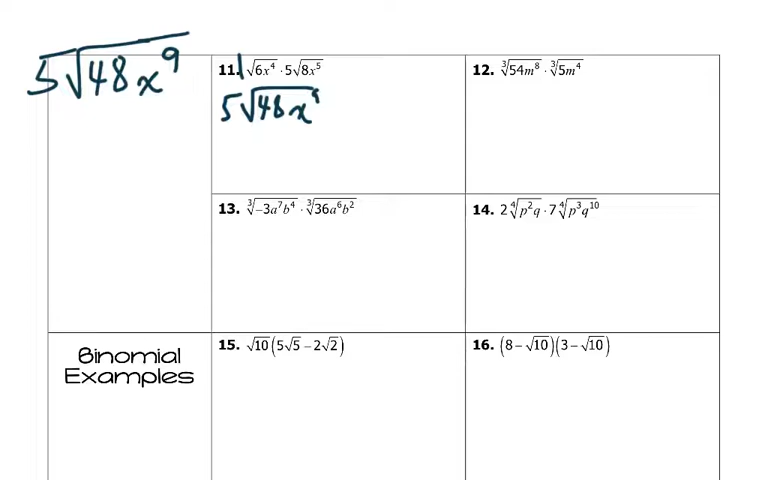 5√48x⁹
11. 1√6x⁴ · 5√8x⁵
5√48x⁹
12. ∛54m⁸ · ∛5m⁴
13. ∛−3a⁷b⁴ · ∛36a⁶b²
14. 2∜p²q · 7∜p³q¹⁰
Binomial
Examples
15. √10(5√5 − 2√2)
16. (8 − √10)(3 − √10)